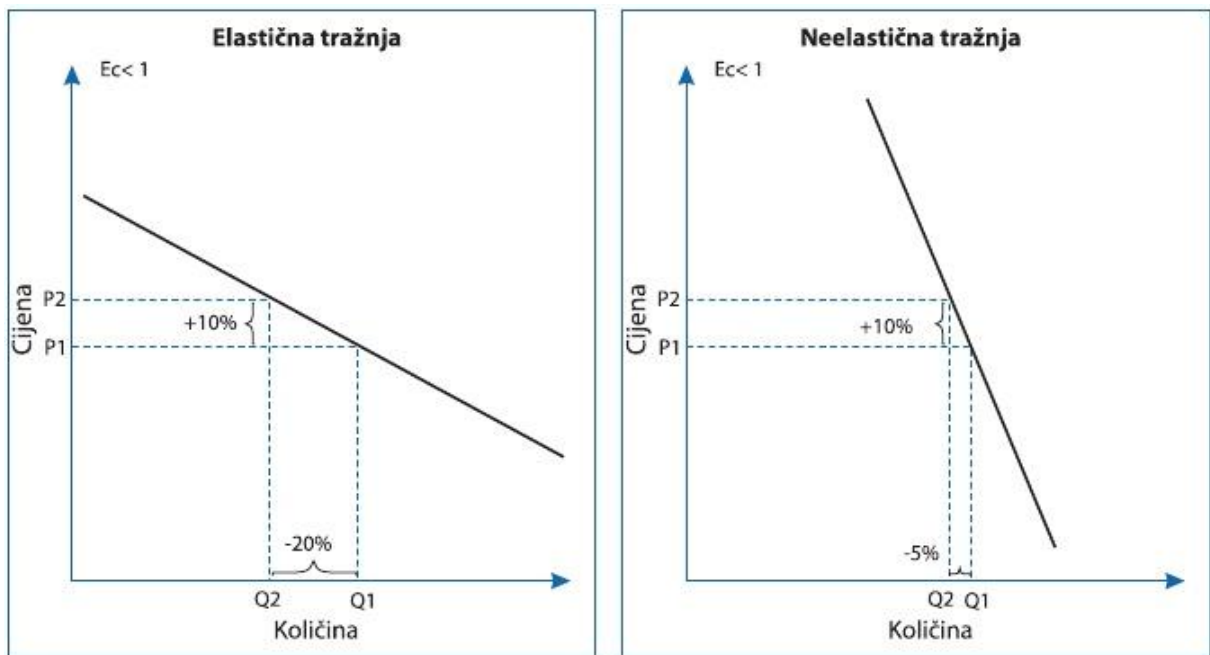 Elastična tražnja
Ec< 1
Cijena
P2
+10%
P1
-20%
Q2
Q1
Količina
Neelastična tražnja
Ec< 1
Cijena
P2
+10%
P1
-5%
Q2
Q1
Količina